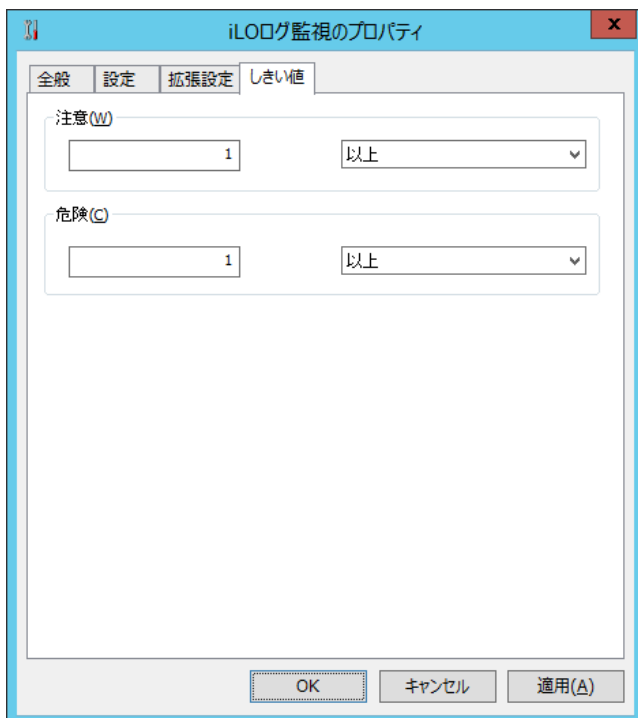 iLOログ監視のプロパティ
x
全般 設定 拡張設定 しきい値
注意(W)
1 以上
危険(C)
1 以上
OK キャンセル 適用(A)